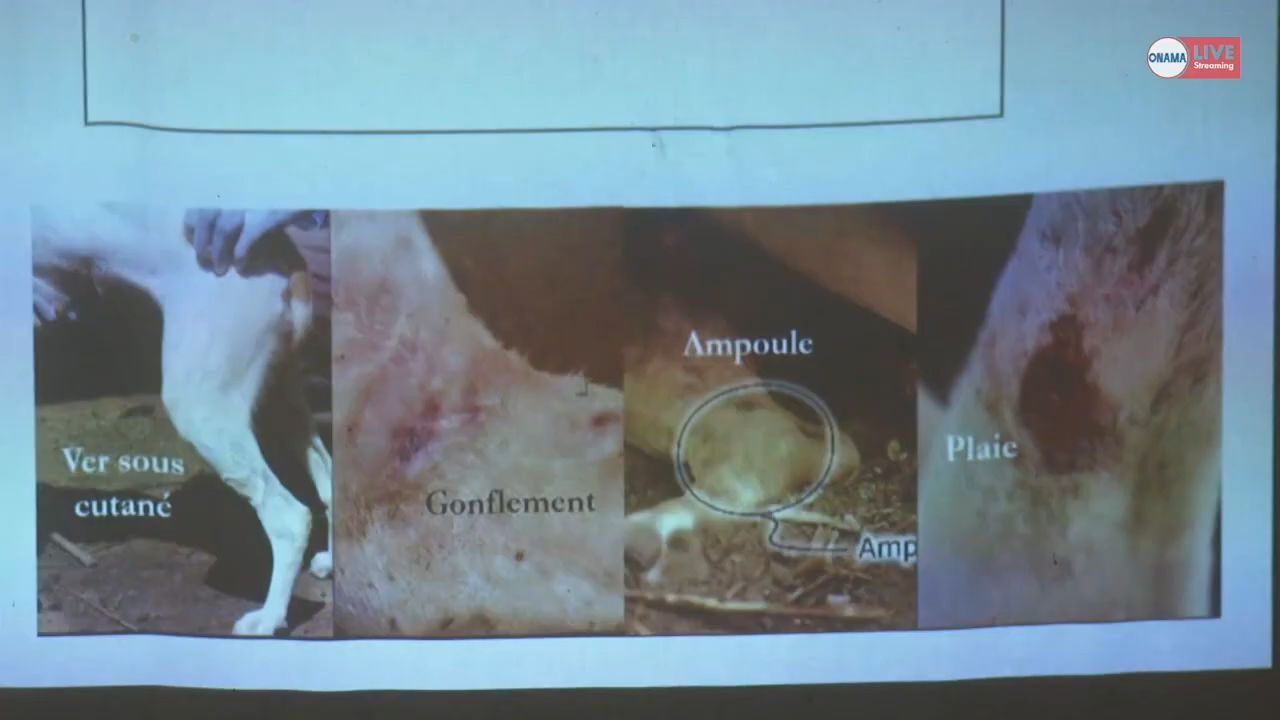 ONAMA
LIVE
Streaming
Ver sous
cutané
Gonflement
Ampoule
Amp
Plaie